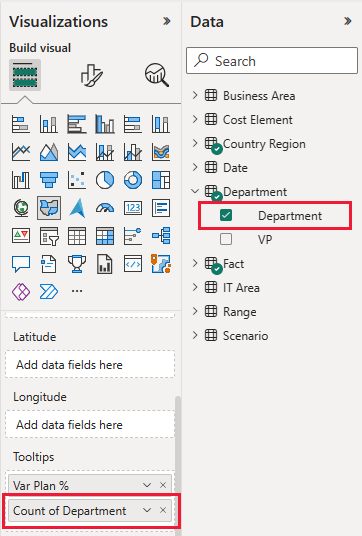 Visualizations
Build visual
123
Latitude
Add data fields here
Longitude
Add data fields here
Tooltips
Var Plan %
Count of Department
Data
Search
Business Area
Cost Element
Country Region
Date
Department
Department
VP
Fact
IT Area
Range
Scenario